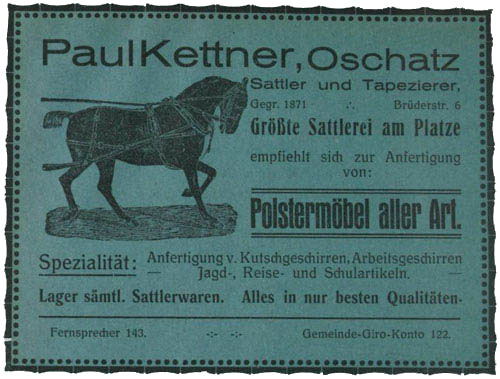 Paul Kettner, Oschatz
Sattler und Tapezierer,
Gegr. 1871 .·. Brüderstr. 6
Größte Sattlerei am Platze
empfiehlt sich zur Anfertigung
von:
Polstermöbel aller Art.
Spezialität: Anfertigung v. Kutschgeschirren, Arbeitsgeschirren
— Jagd-, Reise- und Schulartikeln. —
Lager sämtl. Sattlerwaren. Alles in nur besten Qualitäten.
Fernsprecher 143. -:- -:- Gemeinde-Giro-Konto 122.